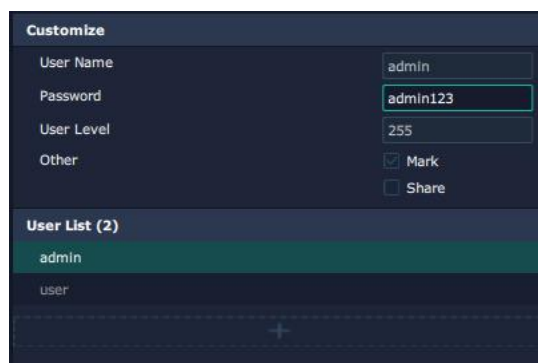 Customize
User Name admin
Password admin123
User Level 255
Other Mark
Share
User List (2)
admin
user
+